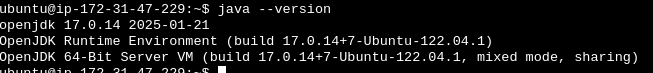 ubuntu@ip-172-31-47-229:~$ java --version
openjdk 17.0.14 2025-01-21
OpenJDK Runtime Environment (build 17.0.14+7-Ubuntu-122.04.1)
OpenJDK 64-Bit Server VM (build 17.0.14+7-Ubuntu-122.04.1, mixed mode, sharing)
ubuntu@ip-172-31-47-229:~$